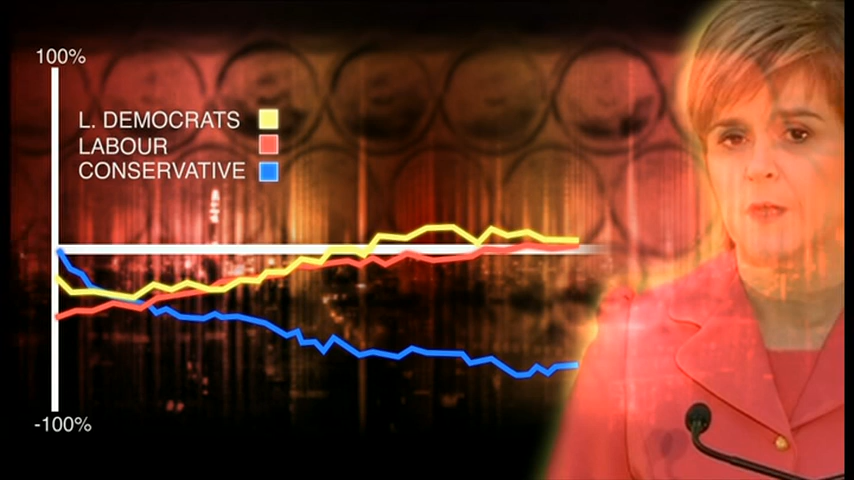 100%
L. DEMOCRATS
LABOUR
CONSERVATIVE
-100%